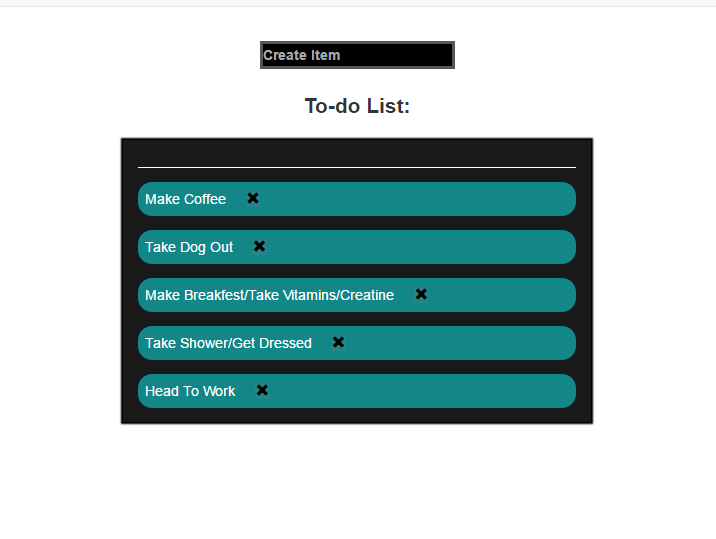 Create Item
To-do List:
Make Coffee ✖
Take Dog Out ✖
Make Breakfest/Take Vitamins/Creatine ✖
Take Shower/Get Dressed ✖
Head To Work ✖